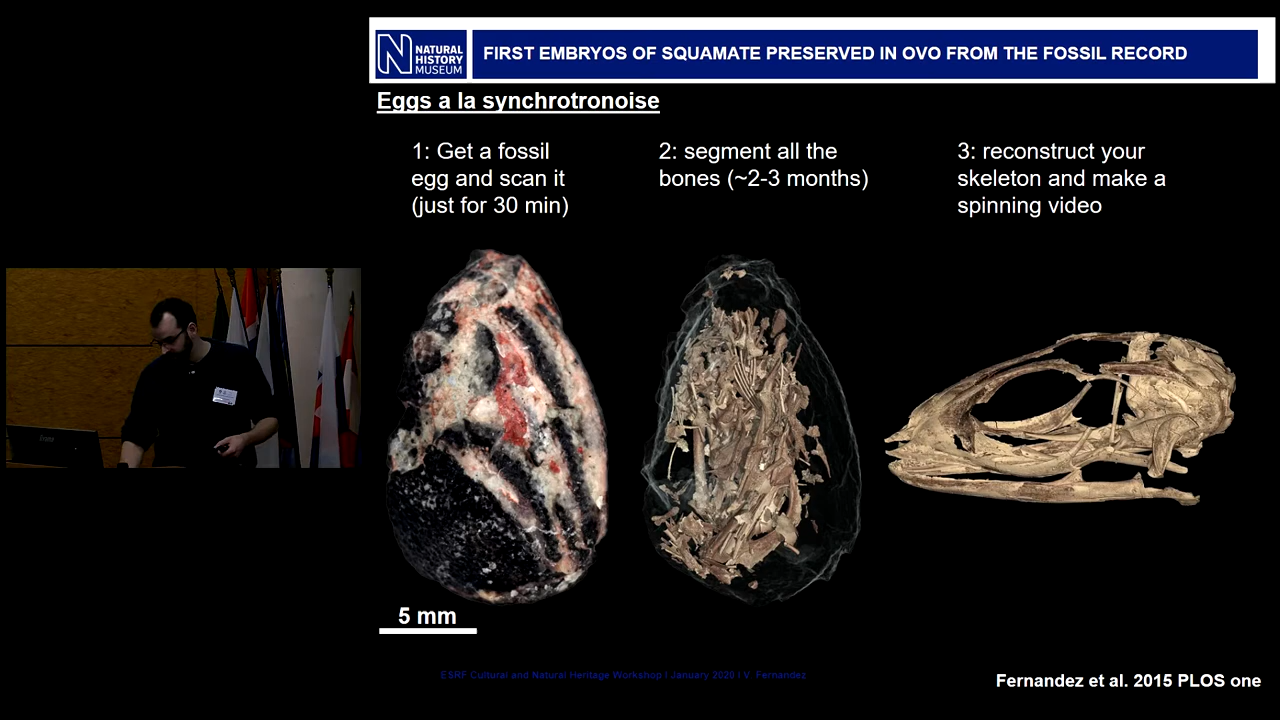 NATURAL
HISTORY
MUSEUM
FIRST EMBRYOS OF SQUAMATE PRESERVED IN OVO FROM THE FOSSIL RECORD
Eggs a la synchrotronoise
1: Get a fossil
egg and scan it
(just for 30 min)
2: segment all the
bones (~2-3 months)
3: reconstruct your
skeleton and make a
spinning video
5 mm
ESRF Cultural and Natural Heritage Workshop I January 2020 I V. Fernandez
Fernandez et al. 2015 PLOS one